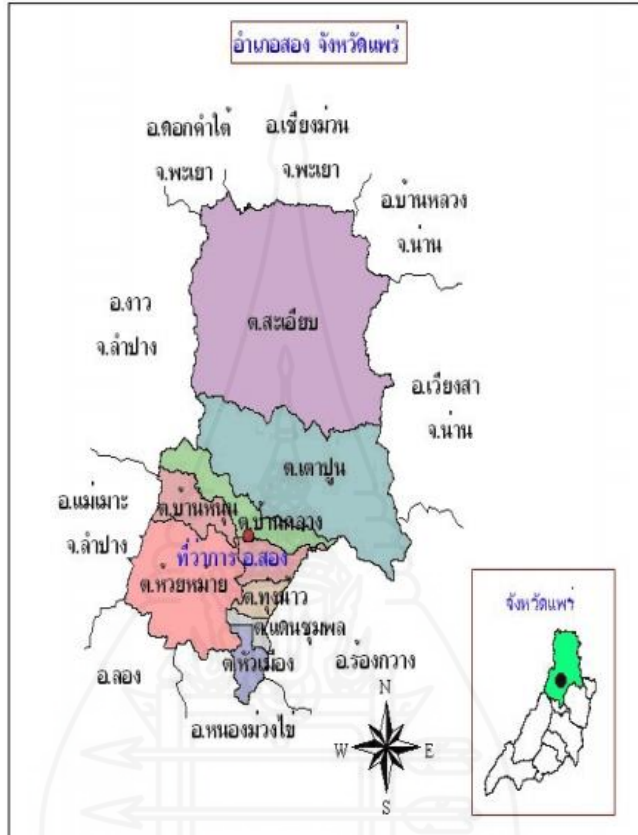 อำเภอสอง จังหวัดแพร่
อ.ดอกคำใต้
จ.พะเยา
อ.เชียงม่วน
จ.พะเยา
อ.บ้านหลวง
จ.น่าน
อ.งาว
จ.ลำปาง
ต.สะเอียบ
อ.เวียงสา
จ.น่าน
ต.เตาปูน
อ.แม่เมาะ
จ.ลำปาง
ต.บ้านหนุน
ต.บ้านกลาง
ที่ว่าการ อ.สอง
ต.ห้วยหม้าย
ต.ทุ่งน้าว
ต.แดนชุมพล
ต.หัวเมือง
อ.ร้องกวาง
อ.ลอง
อ.หนองม่วงไข่
N
W
E
S
จังหวัดแพร่